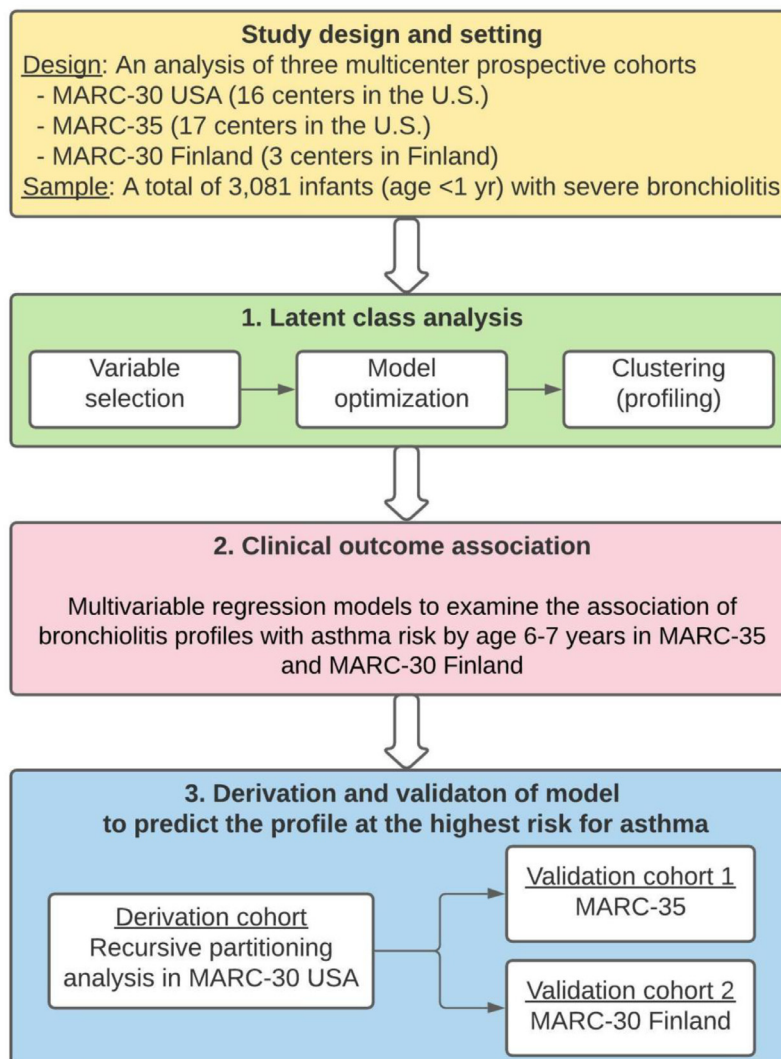 Study design and setting
Design: An analysis of three multicenter prospective cohorts
- MARC-30 USA (16 centers in the U.S.)
- MARC-35 (17 centers in the U.S.)
- MARC-30 Finland (3 centers in Finland)
Sample: A total of 3,081 infants (age <1 yr) with severe bronchiolitis
1. Latent class analysis
Variable
selection
Model
optimization
Clustering
(profiling)
2. Clinical outcome association
Multivariable regression models to examine the association of
bronchiolitis profiles with asthma risk by age 6-7 years in MARC-35
and MARC-30 Finland
3. Derivation and validaton of model
to predict the profile at the highest risk for asthma
Derivation cohort
Recursive partitioning
analysis in MARC-30 USA
Validation cohort 1
MARC-35
Validation cohort 2
MARC-30 Finland